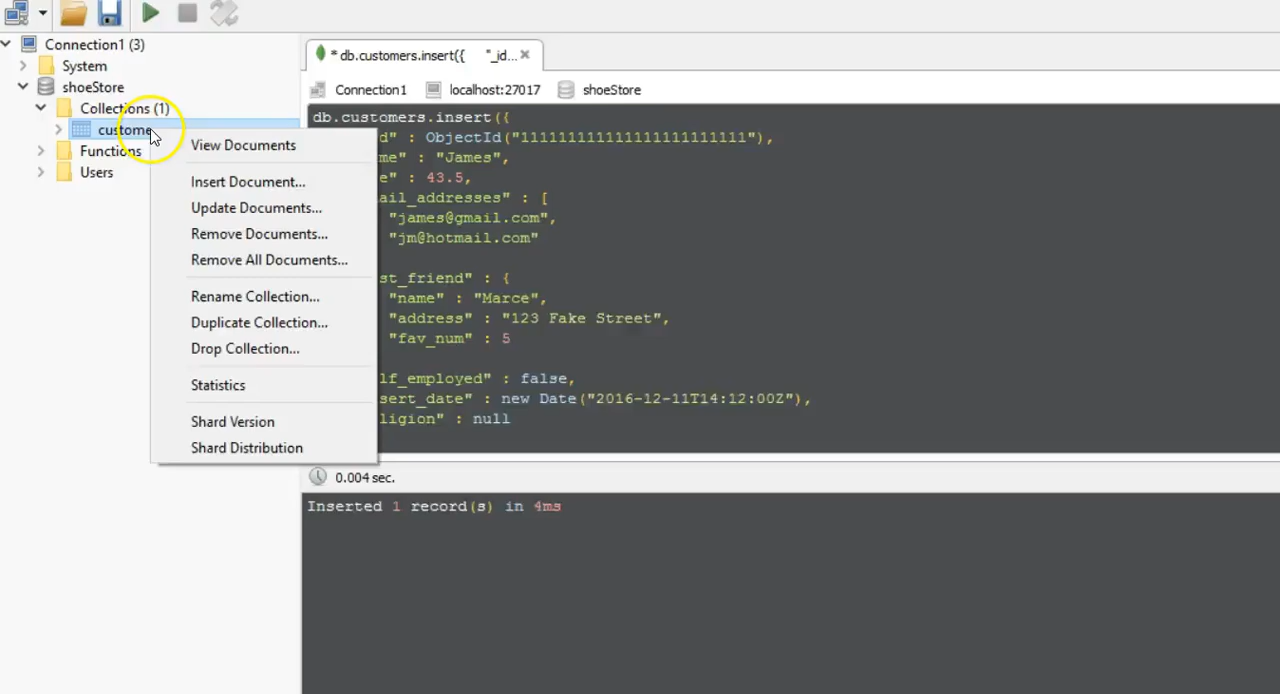 Connection1 (3)
System
shoeStore
Collections (1)
custome
Functions
Users
View Documents
Insert Document...
Update Documents...
Remove Documents...
Remove All Documents...
Rename Collection...
Duplicate Collection...
Drop Collection...
Statistics
Shard Version
Shard Distribution
* db.customers.insert({ "_id...
Connection1 localhost:27017 shoeStore
db.customers.insert({
d" : ObjectId("111111111111111111111111"),
me" : "James",
e" : 43.5,
ail_addresses" : [
"james@gmail.com",
"jm@hotmail.com"
st_friend" : {
"name" : "Marce",
"address" : "123 Fake Street",
"fav_num" : 5
lf_employed" : false,
sert_date" : new Date("2016-12-11T14:12:00Z"),
ligion" : null
0.004 sec.
Inserted 1 record(s) in 4ms